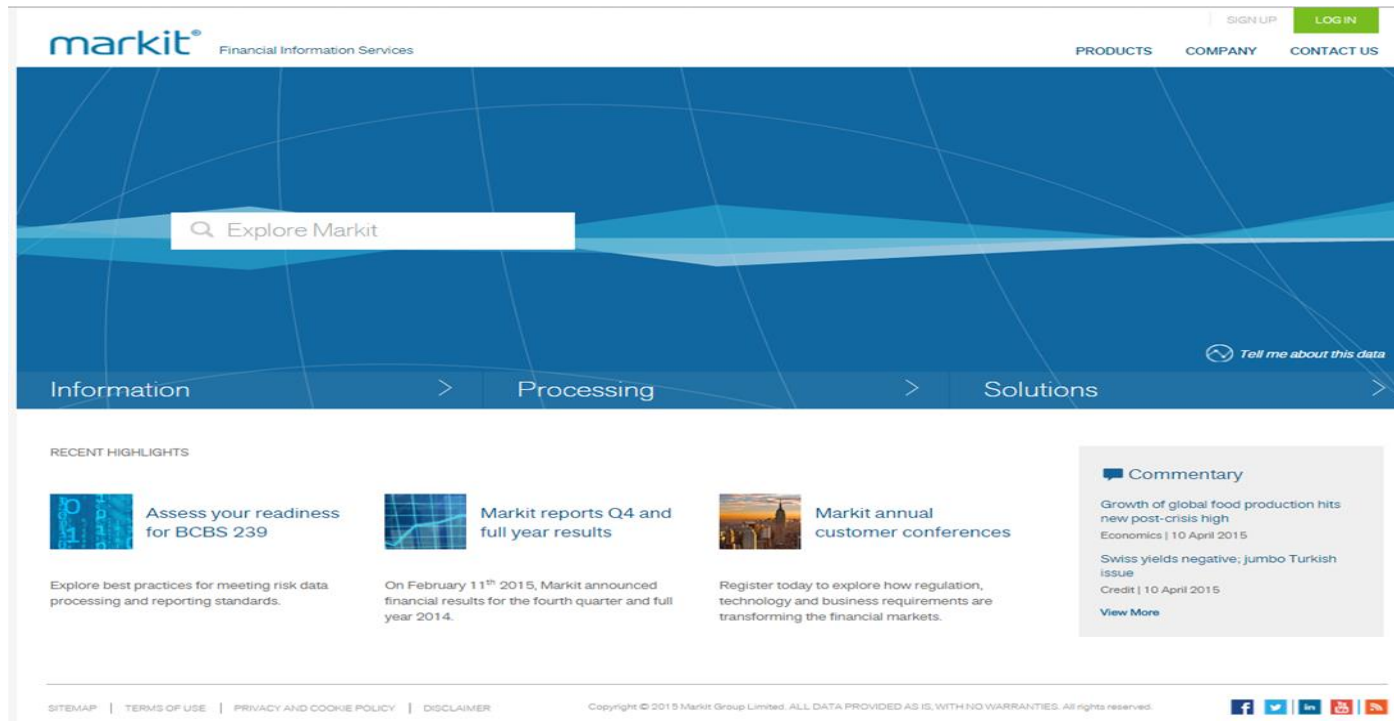 SIGN UP
LOG IN
markit®
Financial Information Services
PRODUCTS
COMPANY
CONTACT US
Explore Markit
Tell me about this data
Information
Processing
Solutions
RECENT HIGHLIGHTS
Assess your readiness
for BCBS 239
Explore best practices for meeting risk data
processing and reporting standards.
Markit reports Q4 and
full year results
On February 11th 2015, Markit announced
financial results for the fourth quarter and full
year 2014.
Markit annual
customer conferences
Register today to explore how regulation,
technology and business requirements are
transforming the financial markets.
Commentary
Growth of global food production hits
new post-crisis high
Economics | 10 April 2015
Swiss yields negative; jumbo Turkish
issue
Credit | 10 April 2015
View More
SITEMAP | TERMS OF USE | PRIVACY AND COOKIE POLICY | DISCLAIMER
Copyright © 2015 Markit Group Limited. ALL DATA PROVIDED AS IS, WITH NO WARRANTIES. All rights reserved.